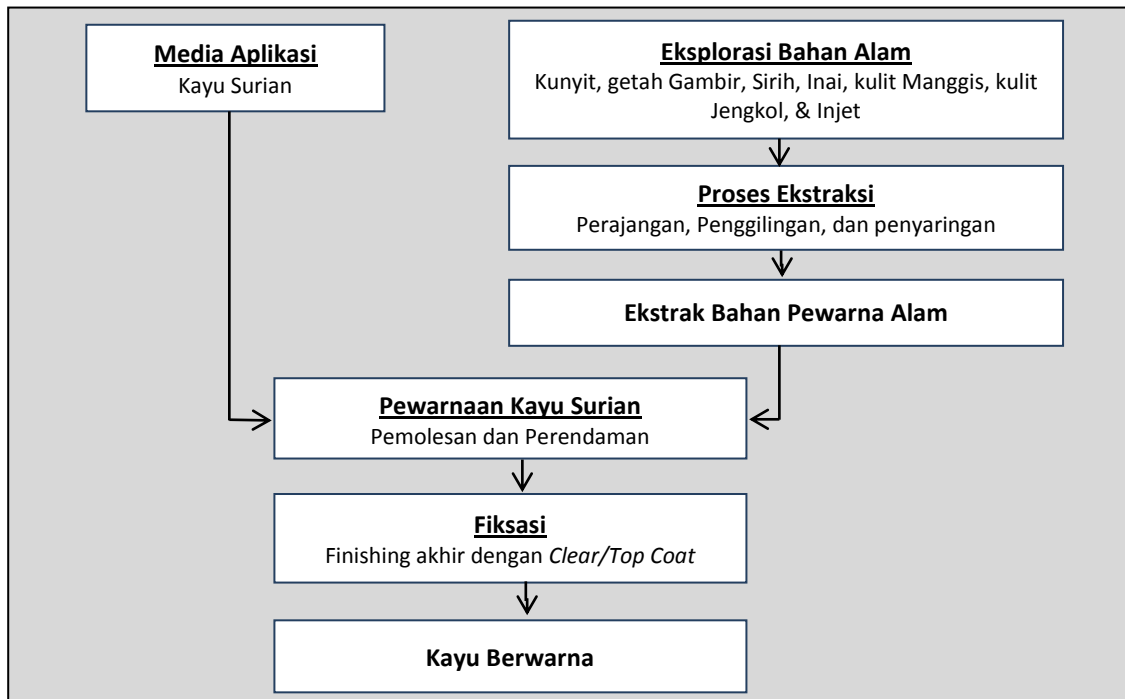 Media Aplikasi
Kayu Surian
Eksplorasi Bahan Alam
Kunyit, getah Gambir, Sirih, Inai, kulit Manggis, kulit
Jengkol, & Injet
Proses Ekstraksi
Perajangan, Penggilingan, dan penyaringan
Ekstrak Bahan Pewarna Alam
Pewarnaan Kayu Surian
Pemolesan dan Perendaman
Fiksasi
Finishing akhir dengan Clear/Top Coat
Kayu Berwarna